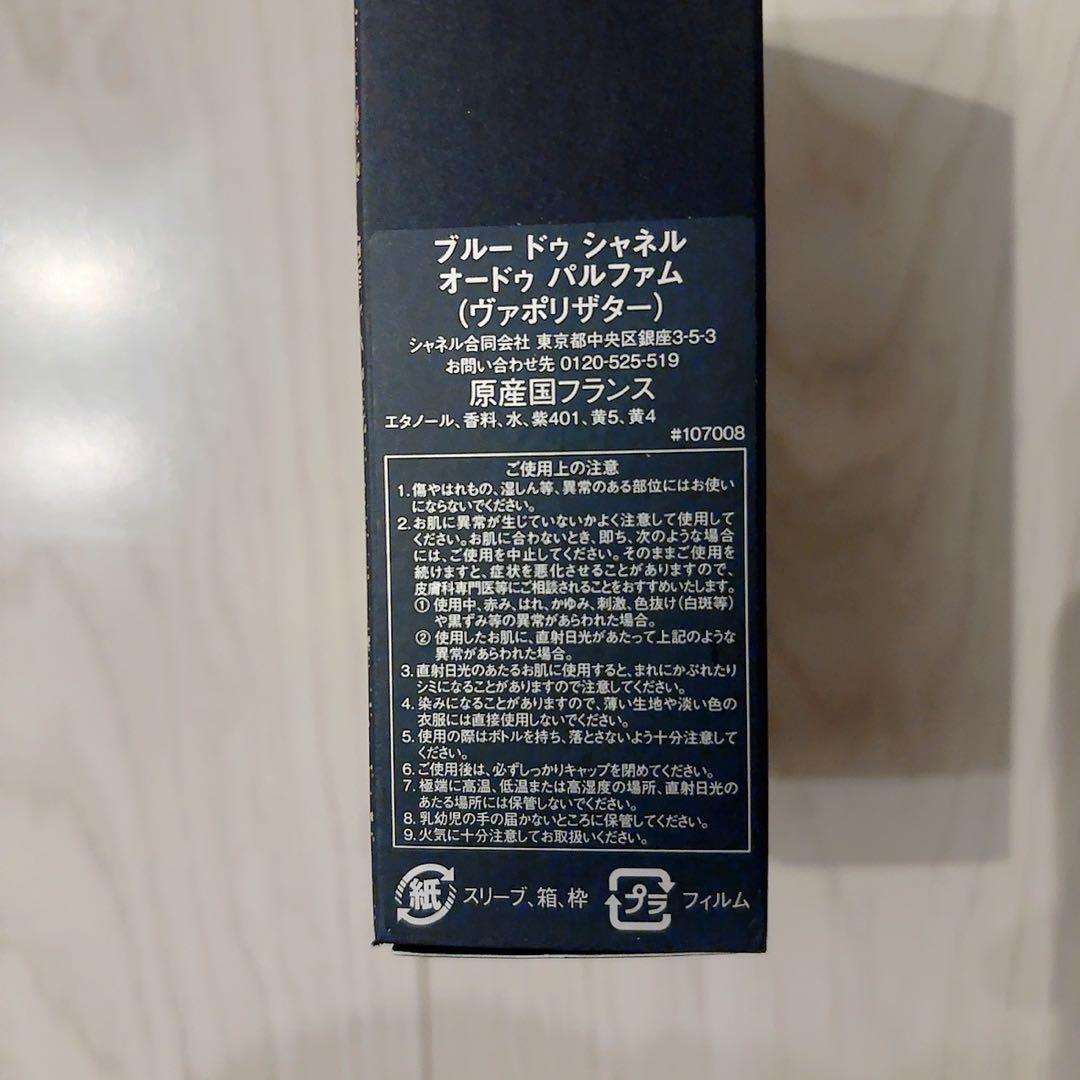 ブルー ドゥ シャネル
オードゥ パルファム
(ヴァポリザター)
シャネル合同会社 東京都中央区銀座3-5-3
お問い合わせ先 0120-525-519
原産国フランス
エタノール、香料、水、紫401、黄5、黄4
#107008
ご使用上の注意
1. 傷やはれもの、湿しん等、異常のある部位にはお使い
にならないでください。
2. お肌に異常が生じていないかよく注意して使用して
ください。お肌に合わないとき、即ち、次のような場合
には、ご使用を中止してください。そのままご使用を
続けますと、症状を悪化させることがありますので、
皮膚科専門医等にご相談されることをおすすめいたします。
① 使用中、赤み、はれ、かゆみ、刺激、色抜け(白斑等)
や黒ずみ等の異常があらわれた場合。
② 使用したお肌に、直射日光があたって上記のような
異常があらわれた場合。
3. 直射日光のあたるお肌に使用すると、まれにかぶれたり
シミになることがありますので注意してください。
4. 染みになることがありますので、薄い生地や淡い色の
衣服には直接使用しないでください。
5. 使用の際はボトルを持ち、落とさないよう十分注意して
ください。
6. ご使用後は、必ずしっかりキャップを閉めてください。
7. 極端に高温、低温または高湿度の場所、直射日光の
あたる場所には保管しないでください。
8. 乳幼児の手の届かないところに保管してください。
9. 火気に十分注意してお取扱いください。
紙 スリーブ、箱、枠 プラ フィルム